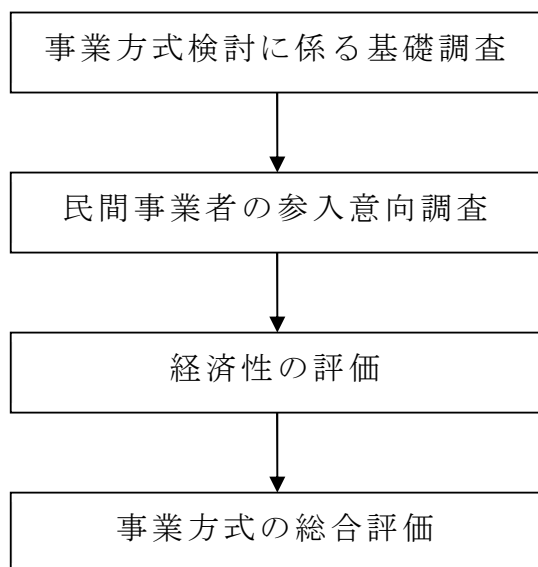 事業方式検討に係る基礎調査
民間事業者の参入意向調査
経済性の評価
事業方式の総合評価